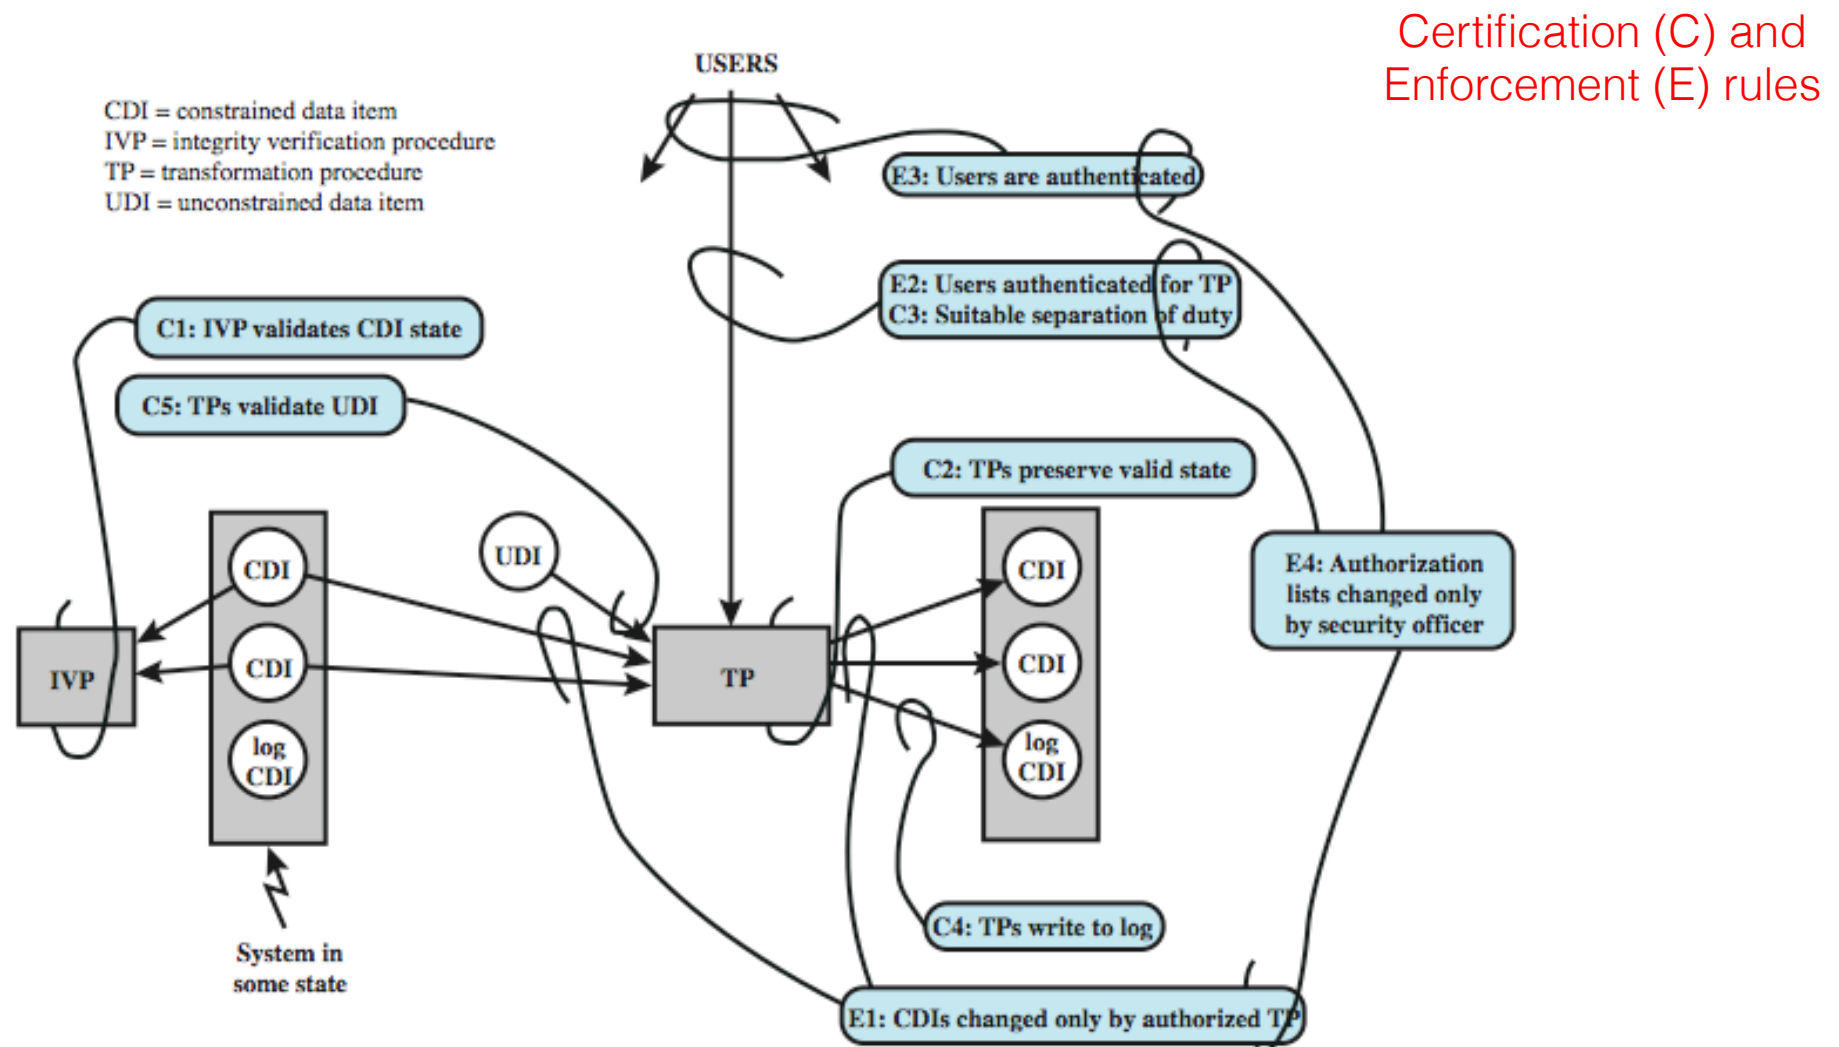 Certification (C) and
Enforcement (E) rules
USERS
CDI = constrained data item
IVP = integrity verification procedure
TP = transformation procedure
UDI = unconstrained data item
E3: Users are authenticated
E2: Users authenticated for TP
C3: Suitable separation of duty
C1: IVP validates CDI state
C5: TPs validate UDI
C2: TPs preserve valid state
CDI
UDI
CDI
E4: Authorization
lists changed only
by security officer
IVP
CDI
TP
CDI
log
CDI
log
CDI
C4: TPs write to log
System in
some state
E1: CDIs changed only by authorized TP